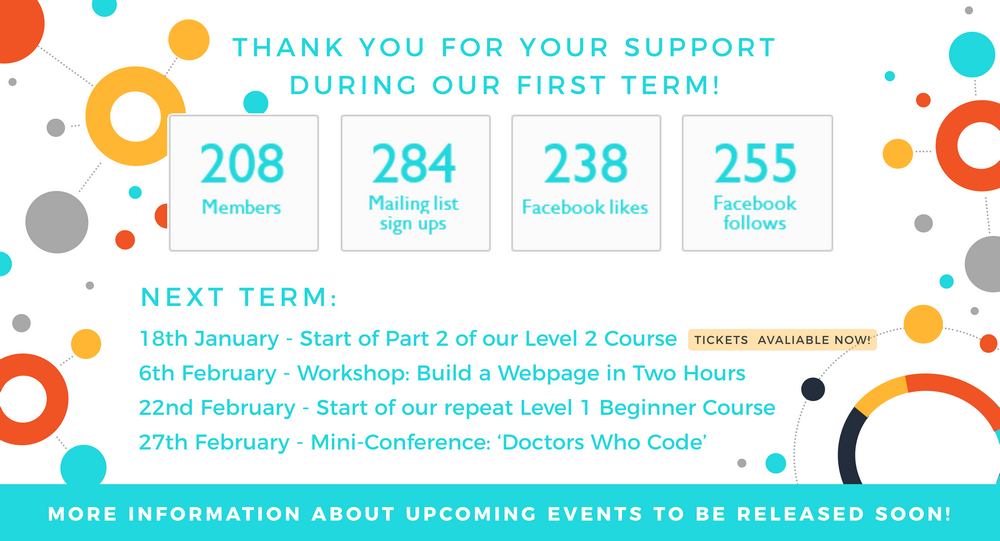 THANK YOU FOR YOUR SUPPORT
DURING OUR FIRST TERM!
208
Members
284
Mailing list
sign ups
238
Facebook likes
255
Facebook
follows
NEXT TERM:
18th January - Start of Part 2 of our Level 2 Course TICKETS AVALIABLE NOW!
6th February - Workshop: Build a Webpage in Two Hours
22nd February - Start of our repeat Level 1 Beginner Course
27th February - Mini-Conference: ‘Doctors Who Code’
MORE INFORMATION ABOUT UPCOMING EVENTS TO BE RELEASED SOON!